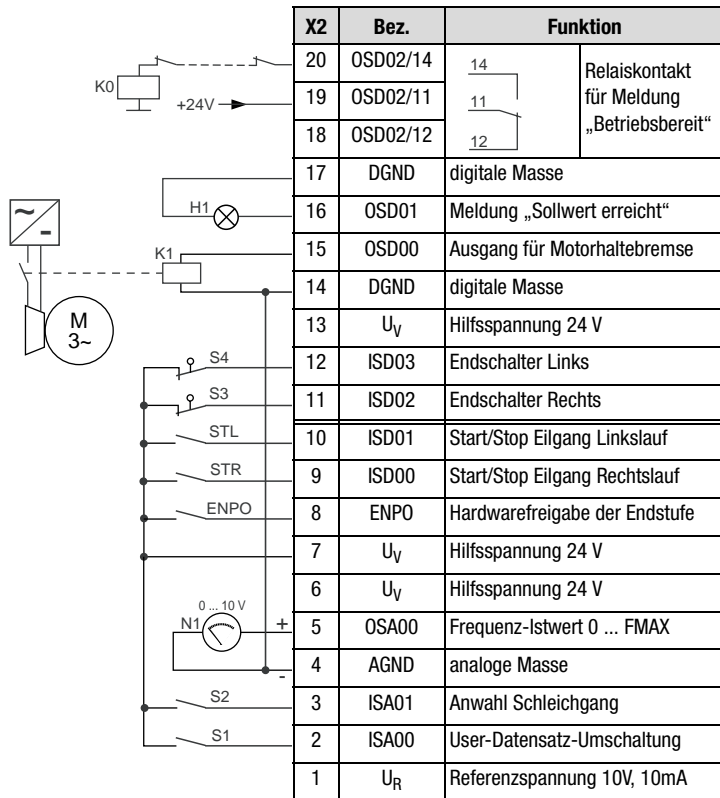 X2 Bez. Funktion
20 OSD02/14 14 Relaiskontakt
K0 +24V 19 OSD02/11 11 für Meldung
18 OSD02/12 12 „Betriebsbereit“
17 DGND digitale Masse
H1 16 OSD01 Meldung „Sollwert erreicht“
~ -
K1 15 OSD00 Ausgang für Motorhaltebremse
14 DGND digitale Masse
M
3~
13 UV Hilfsspannung 24 V
S4 12 ISD03 Endschalter Links
S3 11 ISD02 Endschalter Rechts
STL 10 ISD01 Start/Stop Eilgang Linkslauf
STR 9 ISD00 Start/Stop Eilgang Rechtslauf
ENPO 8 ENPO Hardwarefreigabe der Endstufe
7 UV Hilfsspannung 24 V
6 UV Hilfsspannung 24 V
0 ... 10 V
N1 + 5 OSA00 Frequenz-Istwert 0 ... FMAX
- 4 AGND analoge Masse
S2 3 ISA01 Anwahl Schleichgang
S1 2 ISA00 User-Datensatz-Umschaltung
1 UR Referenzspannung 10V, 10mA